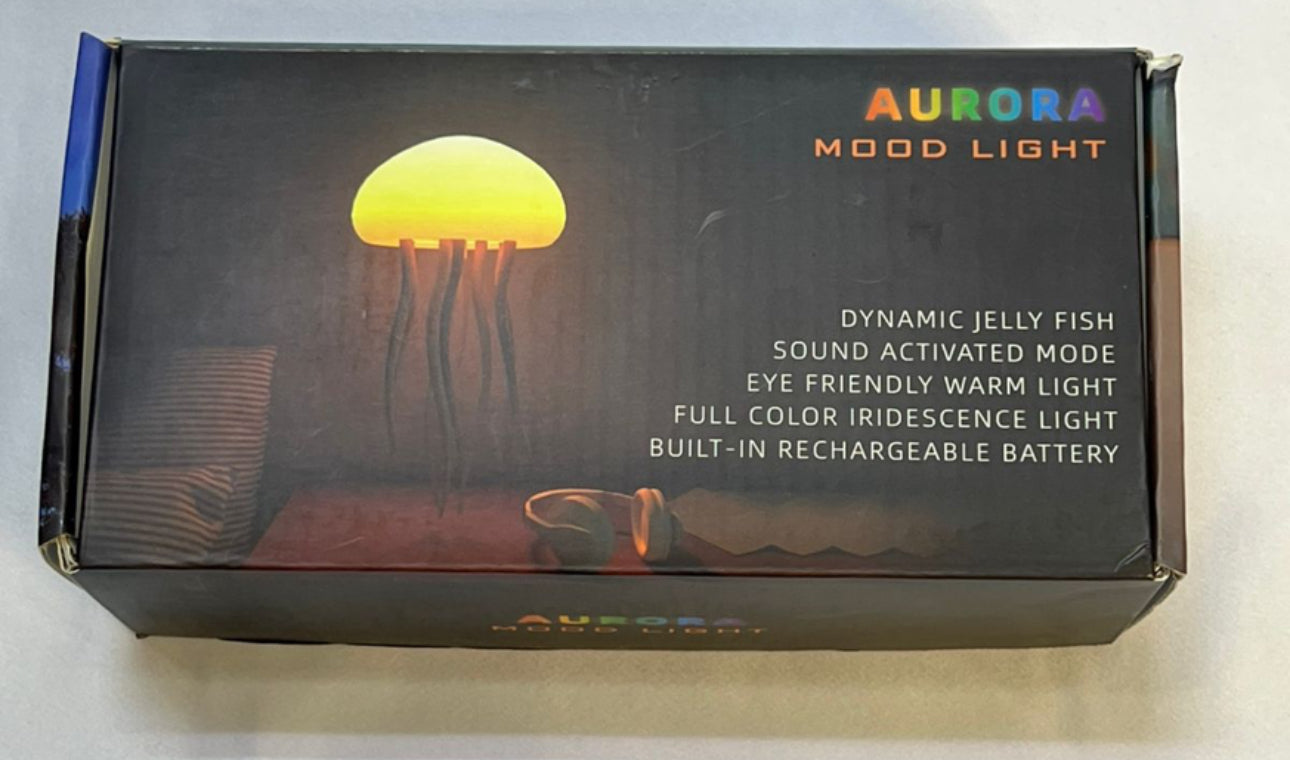 AURORA
MOOD LIGHT
DYNAMIC JELLY FISH
SOUND ACTIVATED MODE
EYE FRIENDLY WARM LIGHT
FULL COLOR IRIDESCENCE LIGHT
BUILT-IN RECHARGEABLE BATTERY
AURORA
MOOD LIGHT